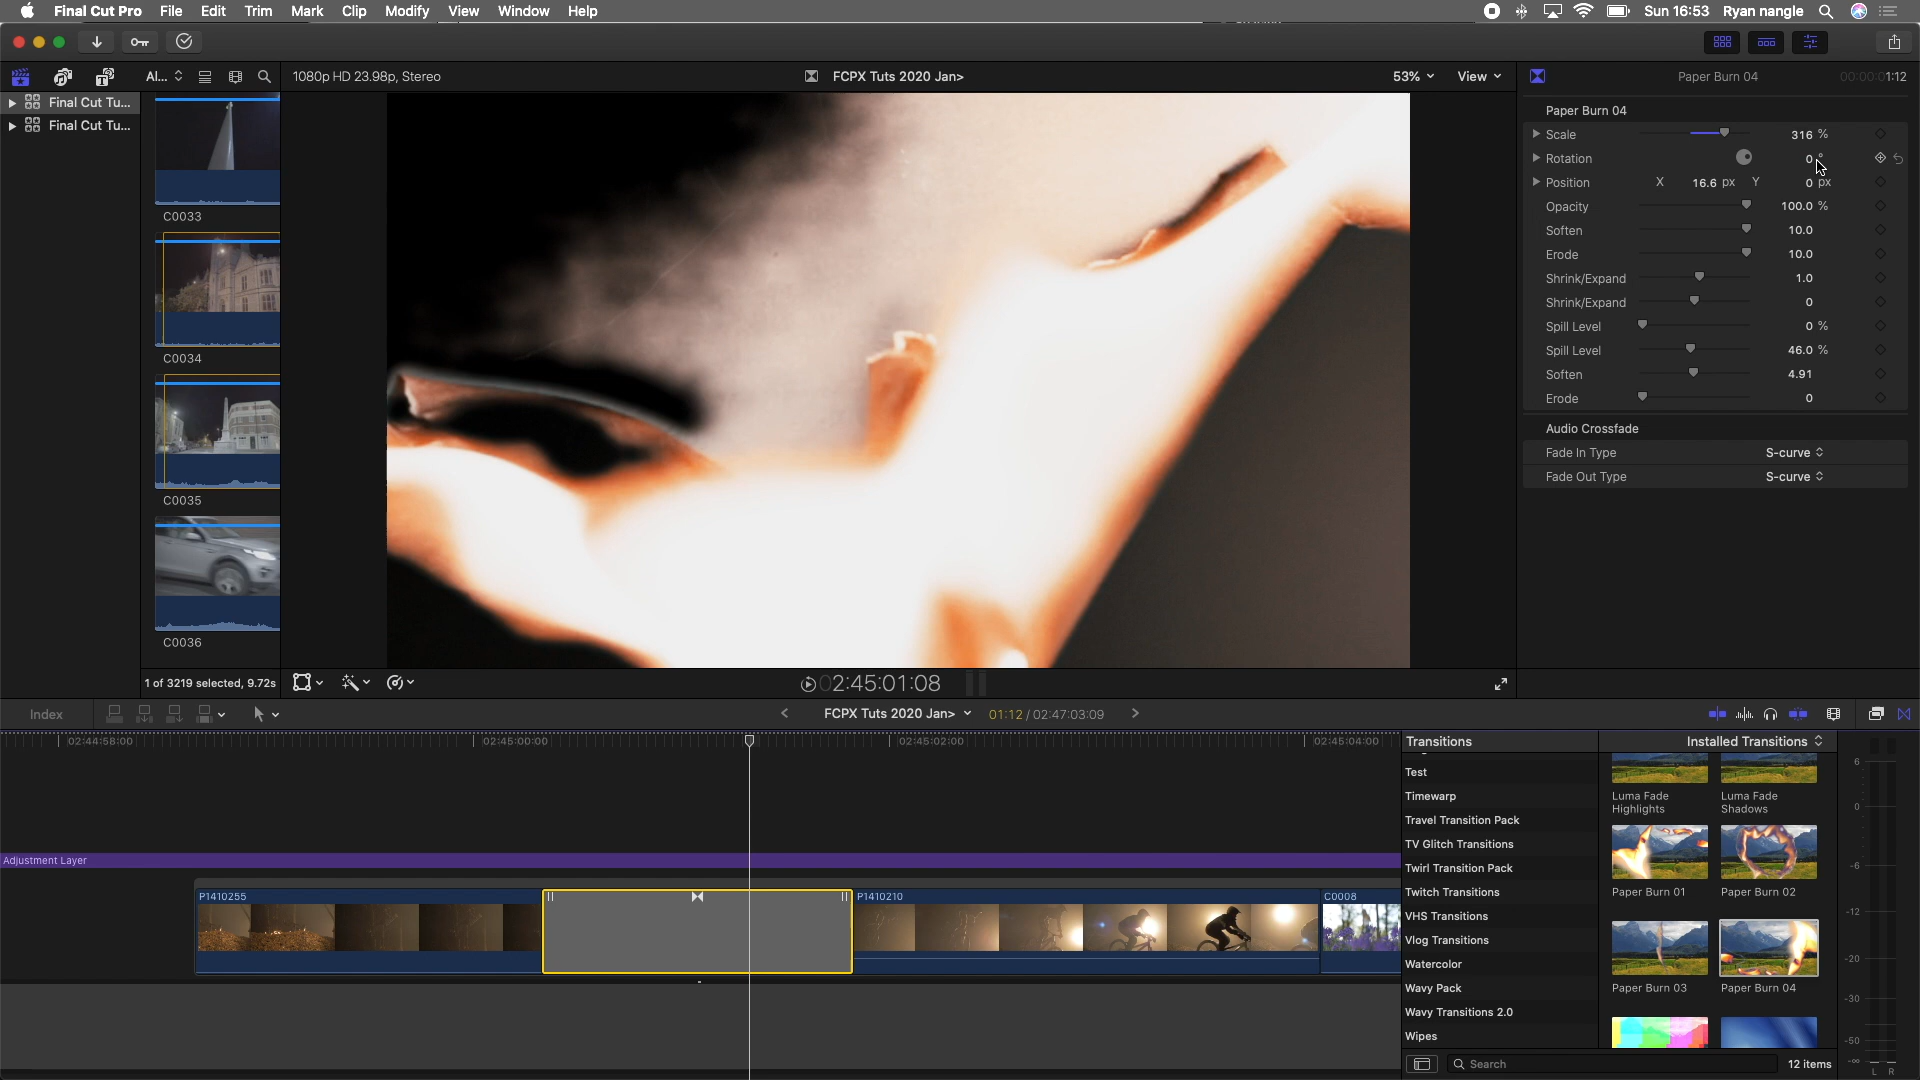 Final Cut Pro File Edit Trim Mark Clip Modify View Window Help
Sun 16:53 Ryan nangle
Al...
1080p HD 23.98p, Stereo
FCPX Tuts 2020 Jan>
53% View
Paper Burn 04
00:00:01:12
Final Cut Tu...
Final Cut Tu...
C0033
C0034
C0035
C0036
Paper Burn 04
Scale 316 %
Rotation 0 °
Position X 16.6 px Y 0 px
Opacity 100.0 %
Soften 10.0
Erode 10.0
Shrink/Expand 1.0
Shrink/Expand 0
Spill Level 0 %
Spill Level 46.0 %
Soften 4.91
Erode 0
Audio Crossfade
Fade In Type S-curve
Fade Out Type S-curve
1 of 3219 selected, 9.72s
02:45:01:08
Index
FCPX Tuts 2020 Jan>
01:12 / 02:47:03:09
02:44:58:00 02:45:00:00 02:45:02:00 02:45:04:00
Adjustment Layer
P1410255
P1410210
C0008
Transitions
Installed Transitions
Test
Timewarp
Travel Transition Pack
TV Glitch Transitions
Twirl Transition Pack
Twitch Transitions
VHS Transitions
Vlog Transitions
Watercolor
Wavy Pack
Wavy Transitions 2.0
Wipes
Luma Fade Highlights
Luma Fade Shadows
Paper Burn 01
Paper Burn 02
Paper Burn 03
Paper Burn 04
Search
12 items
6
0
-6
-12
-20
-30
-50
-∞
L R